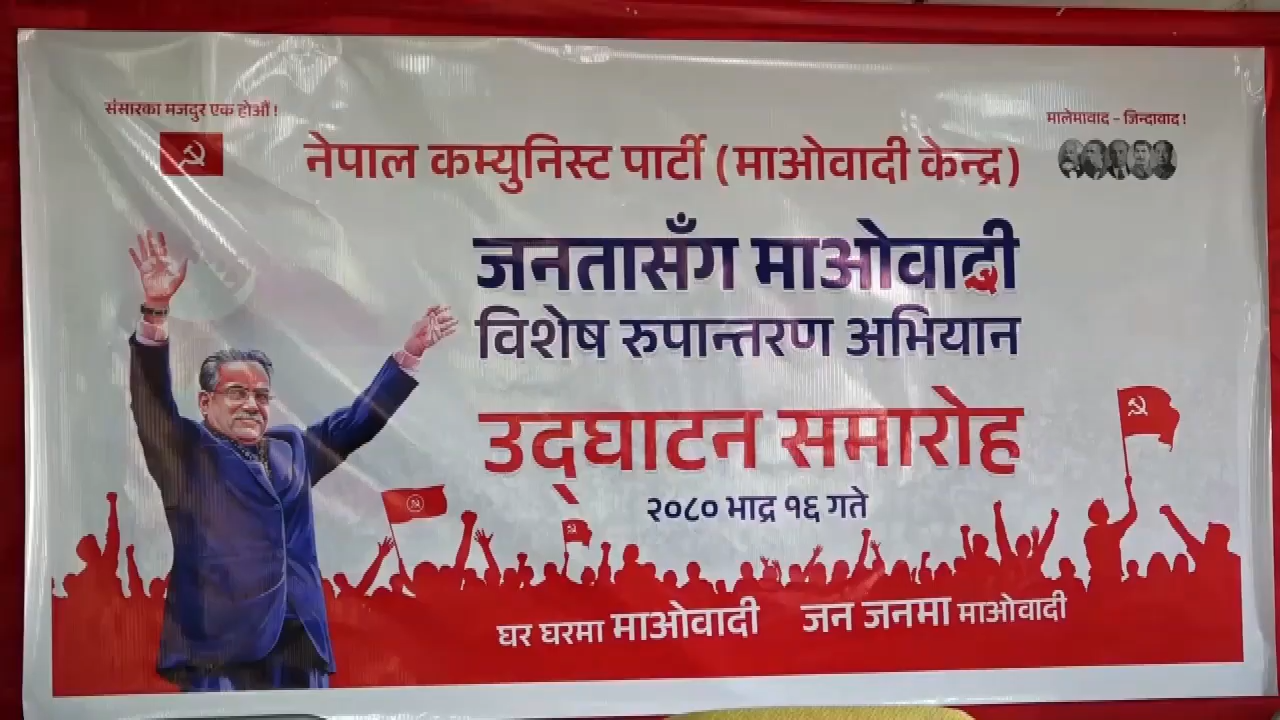 संसारका मजदुर एक होऔं !
मालेमावाद - जिन्दावाद !
नेपाल कम्युनिस्ट पार्टी (माओवादी केन्द्र)
जनतासँग माओवादी
विशेष रुपान्तरण अभियान
उद्घाटन समारोह
२०८० भाद्र १६ गते
घर घरमा माओवादी जन जनमा माओवादी